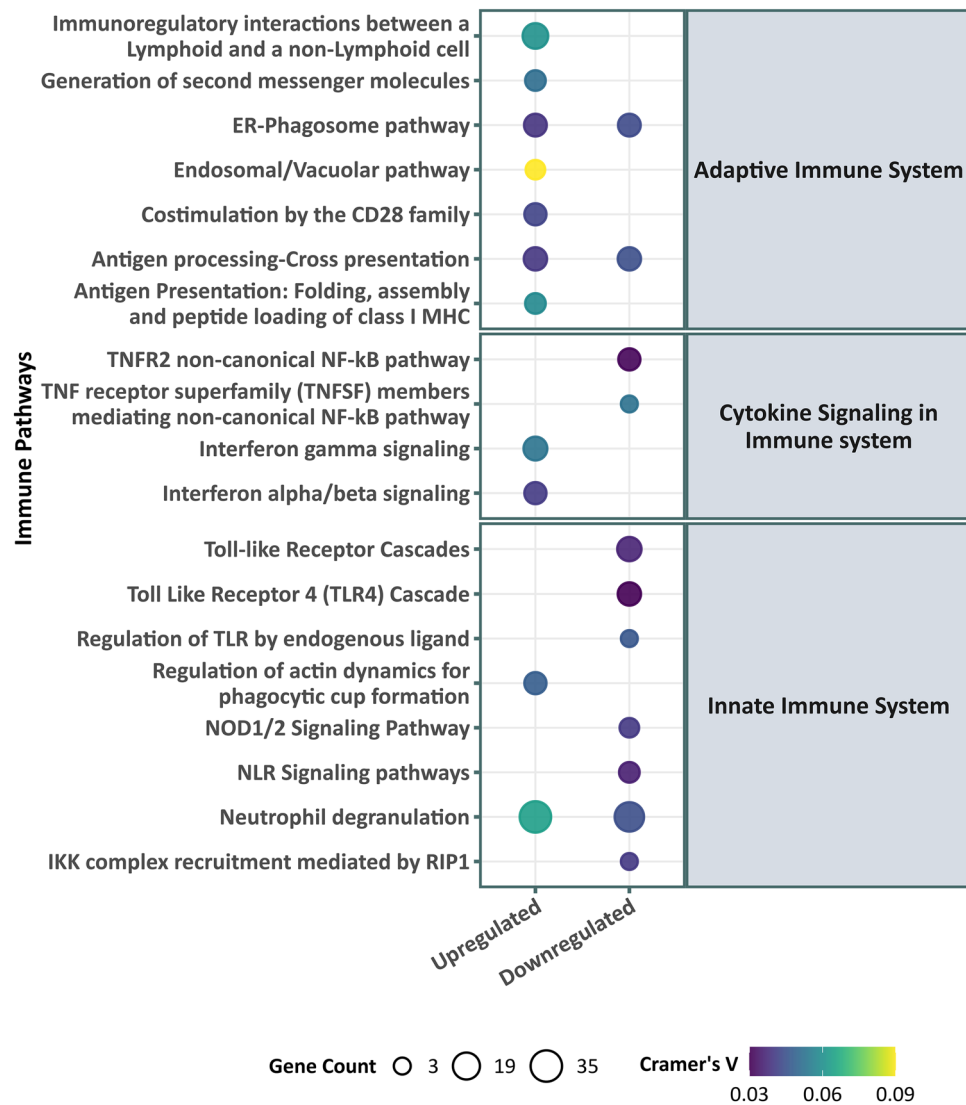 Immunoregulatory interactions between a
Lymphoid and a non-Lymphoid cell
Generation of second messenger molecules
ER-Phagosome pathway
Endosomal/Vacuolar pathway
Costimulation by the CD28 family
Antigen processing-Cross presentation
Antigen Presentation: Folding, assembly
and peptide loading of class I MHC
Adaptive Immune System
TNFR2 non-canonical NF-kB pathway
TNF receptor superfamily (TNFSF) members
mediating non-canonical NF-kB pathway
Interferon gamma signaling
Interferon alpha/beta signaling
Cytokine Signaling in
Immune system
Toll-like Receptor Cascades
Toll Like Receptor 4 (TLR4) Cascade
Regulation of TLR by endogenous ligand
Regulation of actin dynamics for
phagocytic cup formation
NOD1/2 Signaling Pathway
NLR Signaling pathways
Neutrophil degranulation
IKK complex recruitment mediated by RIP1
Innate Immune System
Immune Pathways
Upregulated
Downregulated
Gene Count 3 19 35
Cramer's V
0.03 0.06 0.09